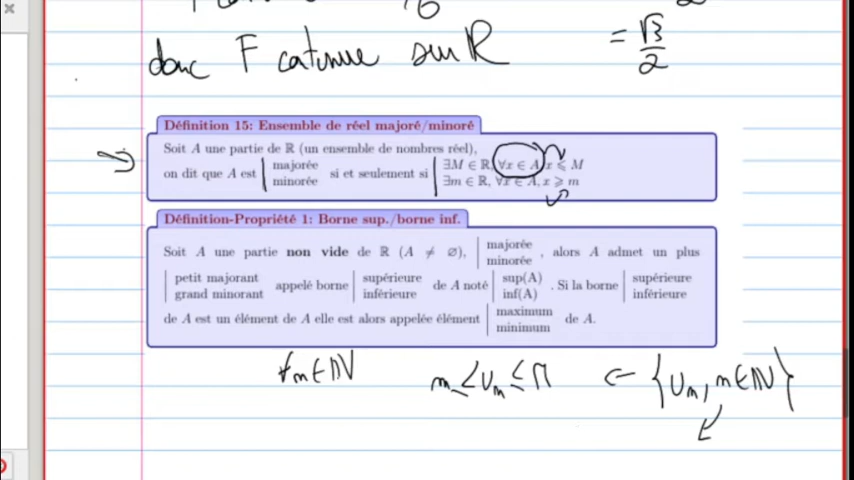 donc F continue sur ℝ
= √3/2
Définition 15: Ensemble de réel majoré/minoré
Soit A une partie de ℝ (un ensemble de nombres réel),
on dit que A est | majorée / minorée si et seulement si | ∃M ∈ ℝ, ∀x ∈ A, x ⩽ M / ∃m ∈ ℝ, ∀x ∈ A, x ⩾ m
Définition-Propriété 1: Borne sup./borne inf.
Soit A une partie non vide de ℝ (A ≠ ∅), | majorée / minorée , alors A admet un plus
| petit majorant / grand minorant appelé borne | supérieure / inférieure de A noté | sup(A) / inf(A) . Si la borne | supérieure / inférieure
de A est un élément de A elle est alors appelée élément | maximum / minimum de A.
∀n∈ℕ m ≤ Un ≤ M ← {Un, n∈ℕ}